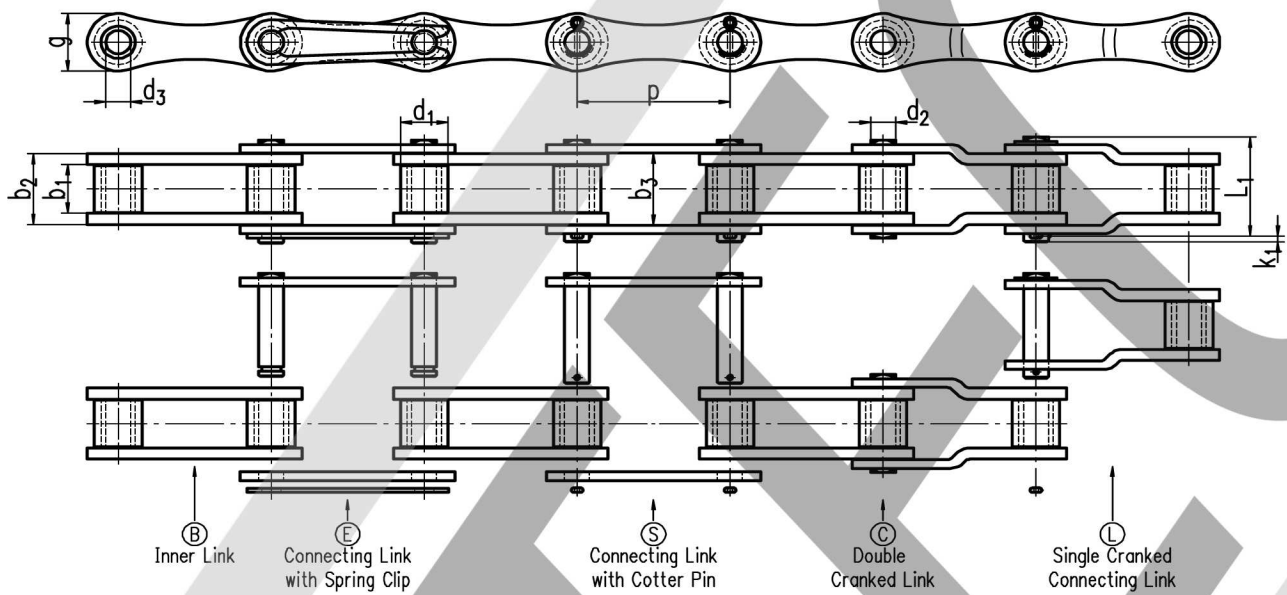 g
d3
p
d1
d2
b2
b1
b3
L1
k1
B
Inner Link
E
Connecting Link
with Spring Clip
S
Connecting Link
with Cotter Pin
C
Double
Cranked Link
L
Single Cranked
Connecting Link